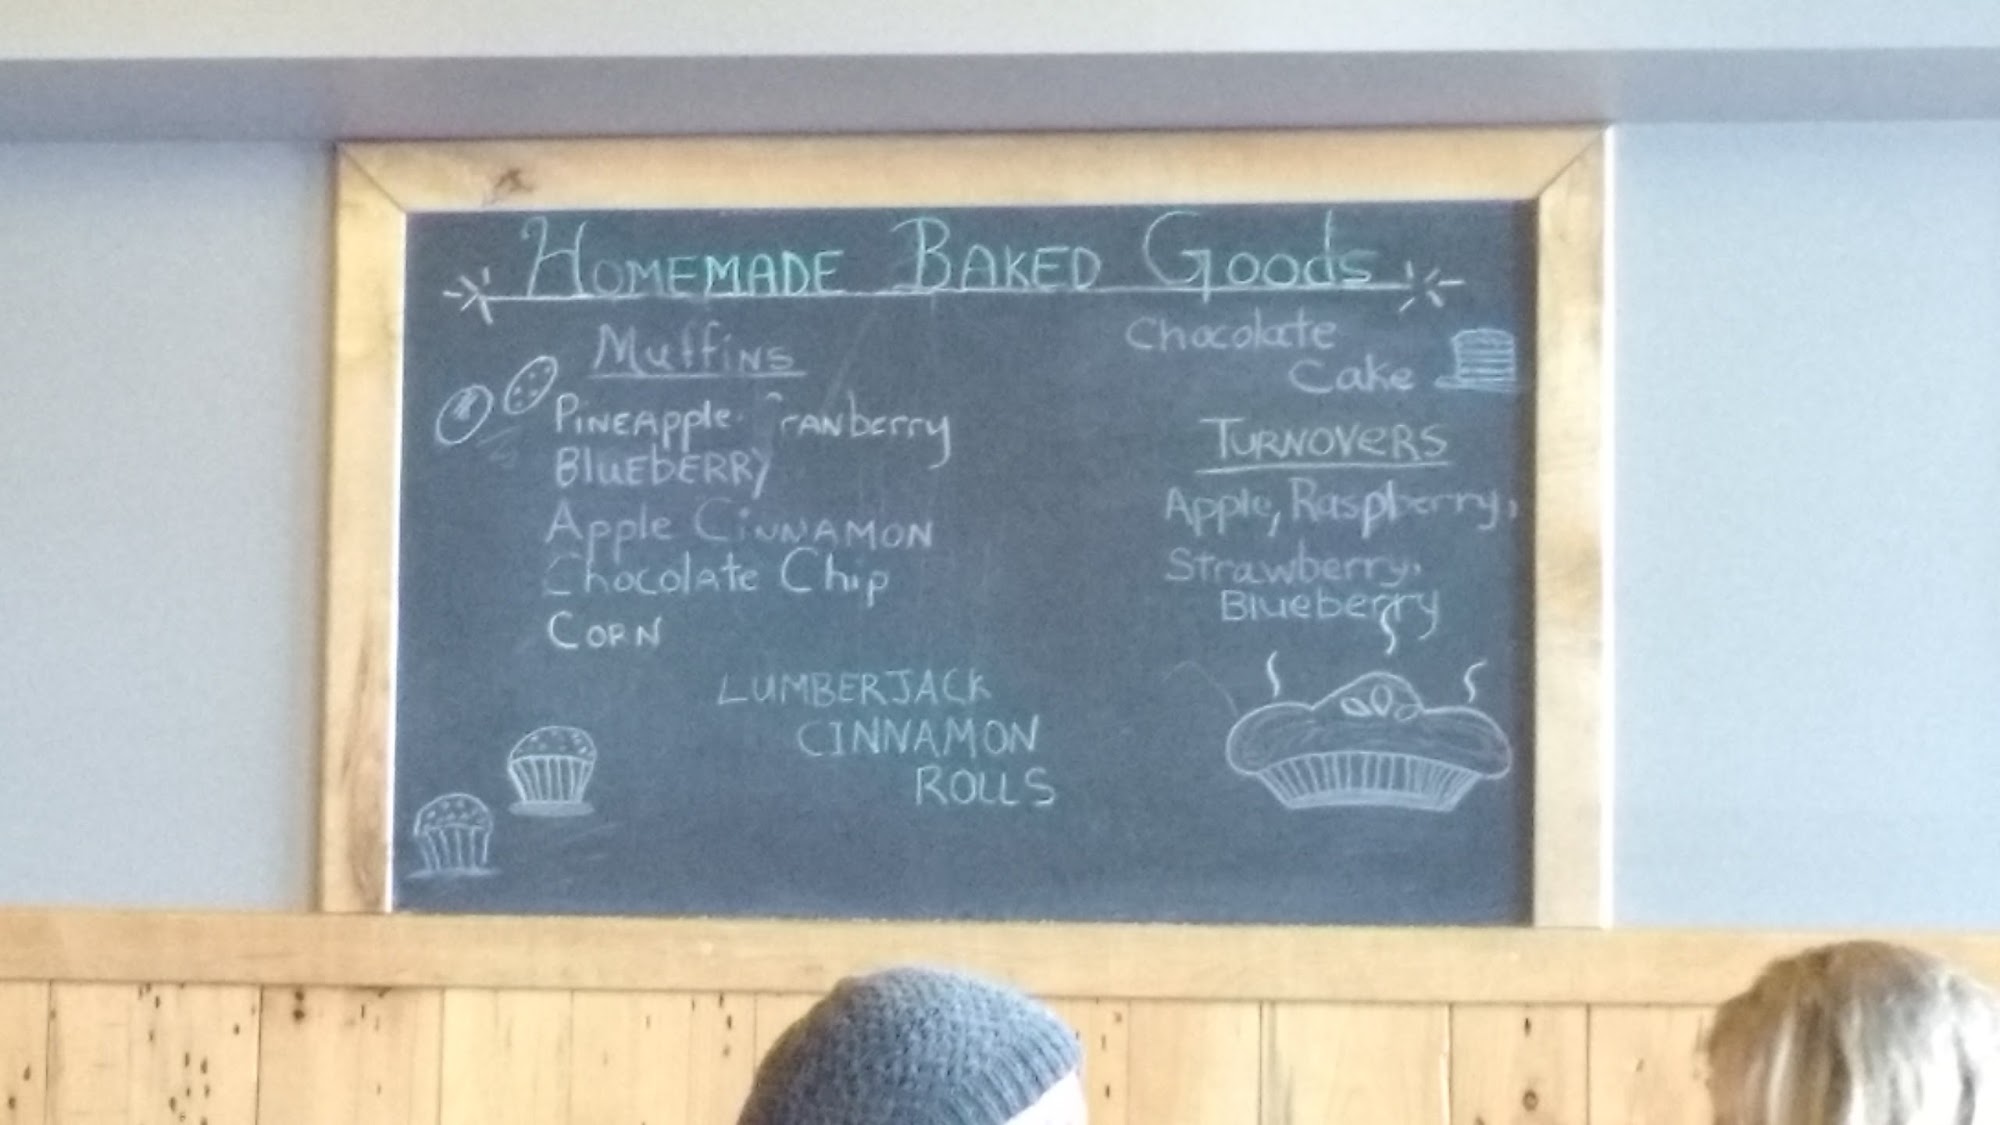 HOMEMADE BAKED GOODS
Muffins
PINEApple Cranberry
BluEbERRY
Apple CiNNAMON
Chocolate Chip
CORN
LUMBERJACK
CINNAMON
ROLLS
Chocolate
Cake
TURNOVERS
Apple, Raspberry,
Strawberry,
Blueberry